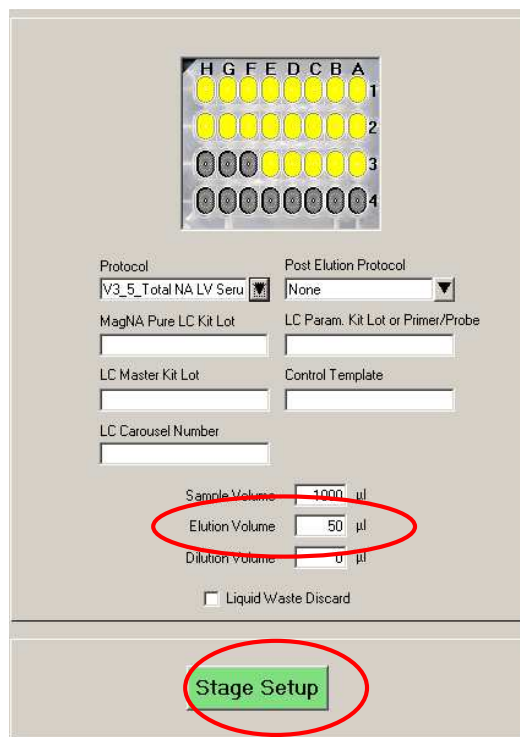 H G F E D C B A
1
2
3
4
Protocol Post Elution Protocol
V3_5_Total NA LV Seru None
MagNA Pure LC Kit Lot LC Param. Kit Lot or Primer/Probe
LC Master Kit Lot Control Template
LC Carousel Number
Sample Volume 1000 µl
Elution Volume 50 µl
Dilution Volume 0 µl
Liquid Waste Discard
Stage Setup